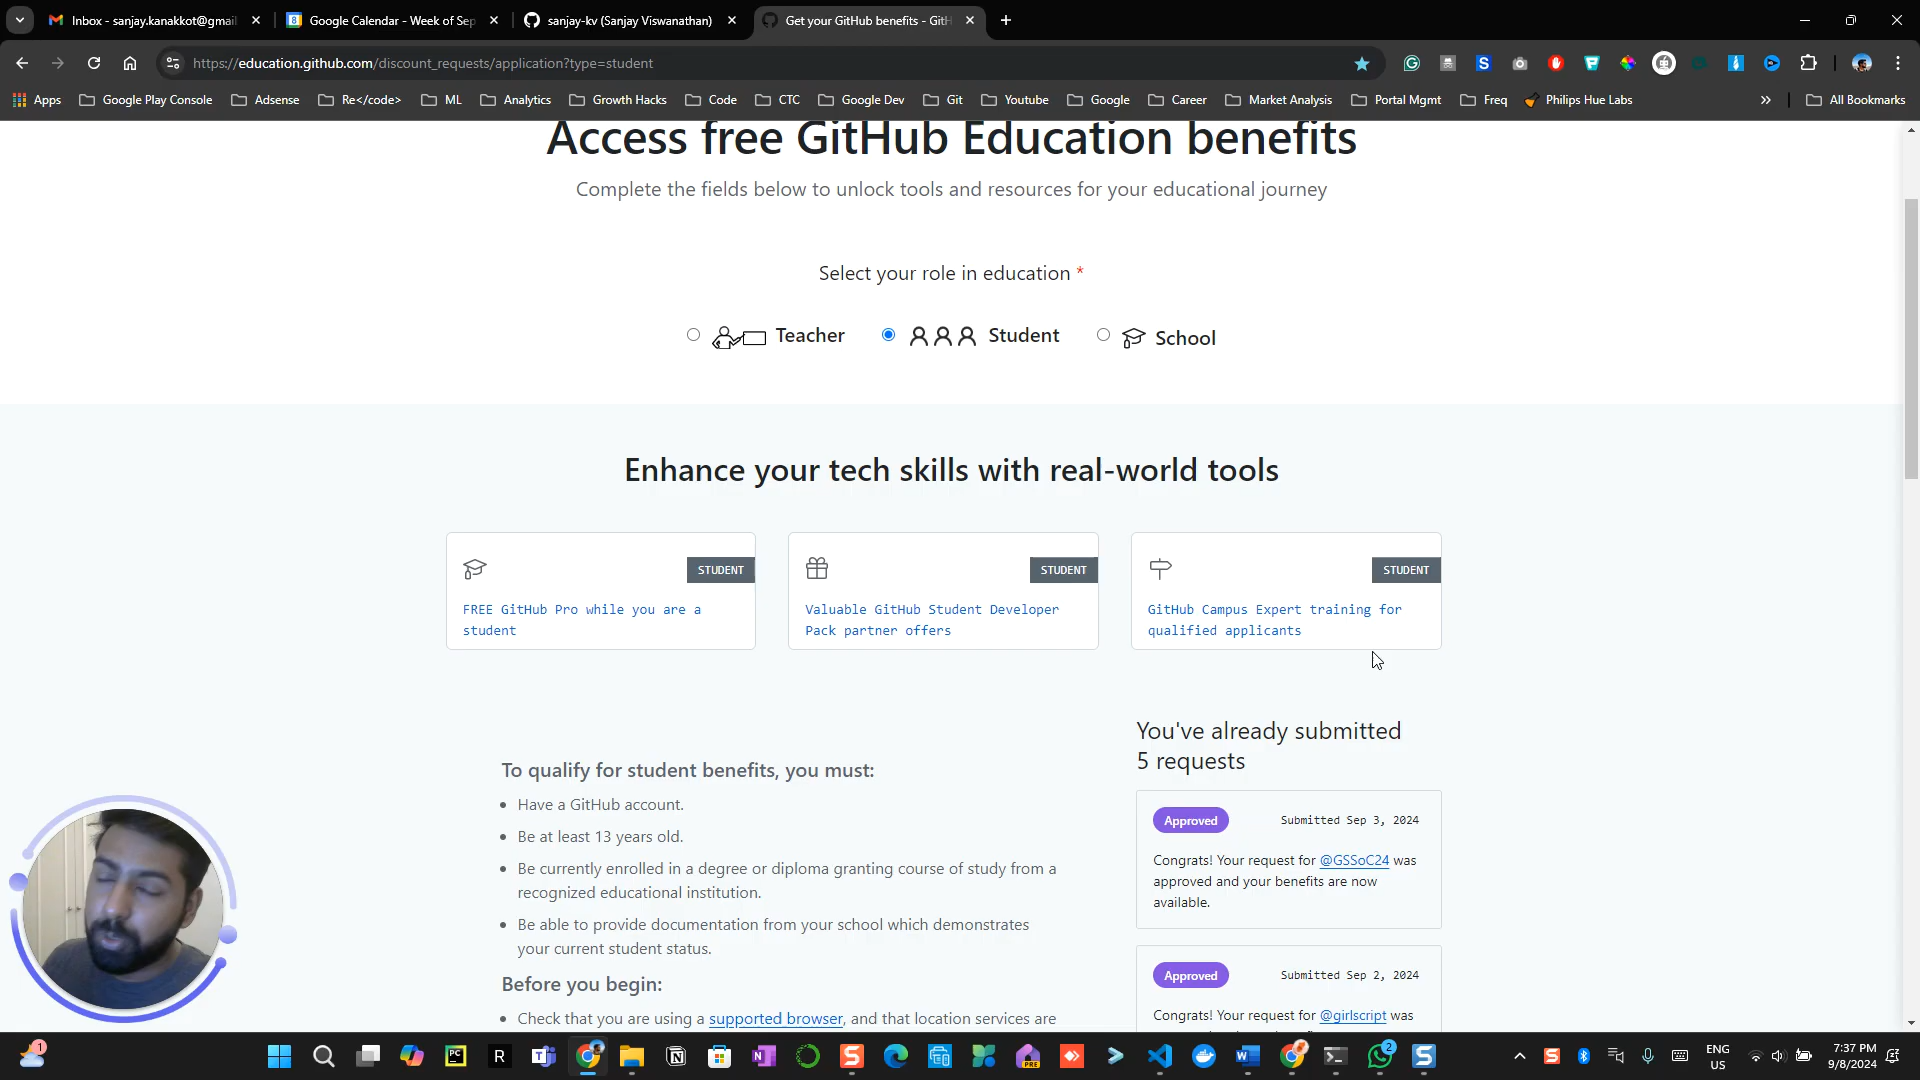 Inbox - sanjay.kanakkot@gmail
Google Calendar - Week of Sep
sanjay-kv (Sanjay Viswanathan)
Get your GitHub benefits - GitH
https://education.github.com/discount_requests/application?type=student
Apps
Google Play Console
Adsense
Re</code>
ML
Analytics
Growth Hacks
Code
CTC
Google Dev
Git
Youtube
Google
Career
Market Analysis
Portal Mgmt
Freq
Philips Hue Labs
All Bookmarks
Access free GitHub Education benefits
Complete the fields below to unlock tools and resources for your educational journey
Select your role in education *
Teacher
Student
School
Enhance your tech skills with real-world tools
STUDENT
FREE GitHub Pro while you are a
student
STUDENT
Valuable GitHub Student Developer
Pack partner offers
STUDENT
GitHub Campus Expert training for
qualified applicants
To qualify for student benefits, you must:
Have a GitHub account.
Be at least 13 years old.
Be currently enrolled in a degree or diploma granting course of study from a
recognized educational institution.
Be able to provide documentation from your school which demonstrates
your current student status.
Before you begin:
Check that you are using a supported browser, and that location services are
You've already submitted
5 requests
Approved
Submitted Sep 3, 2024
Congrats! Your request for @GSSoC24 was
approved and your benefits are now
available.
Approved
Submitted Sep 2, 2024
Congrats! Your request for @girlscript was
1
PC
R
PRE
2
ENG
US
7:37 PM
9/8/2024